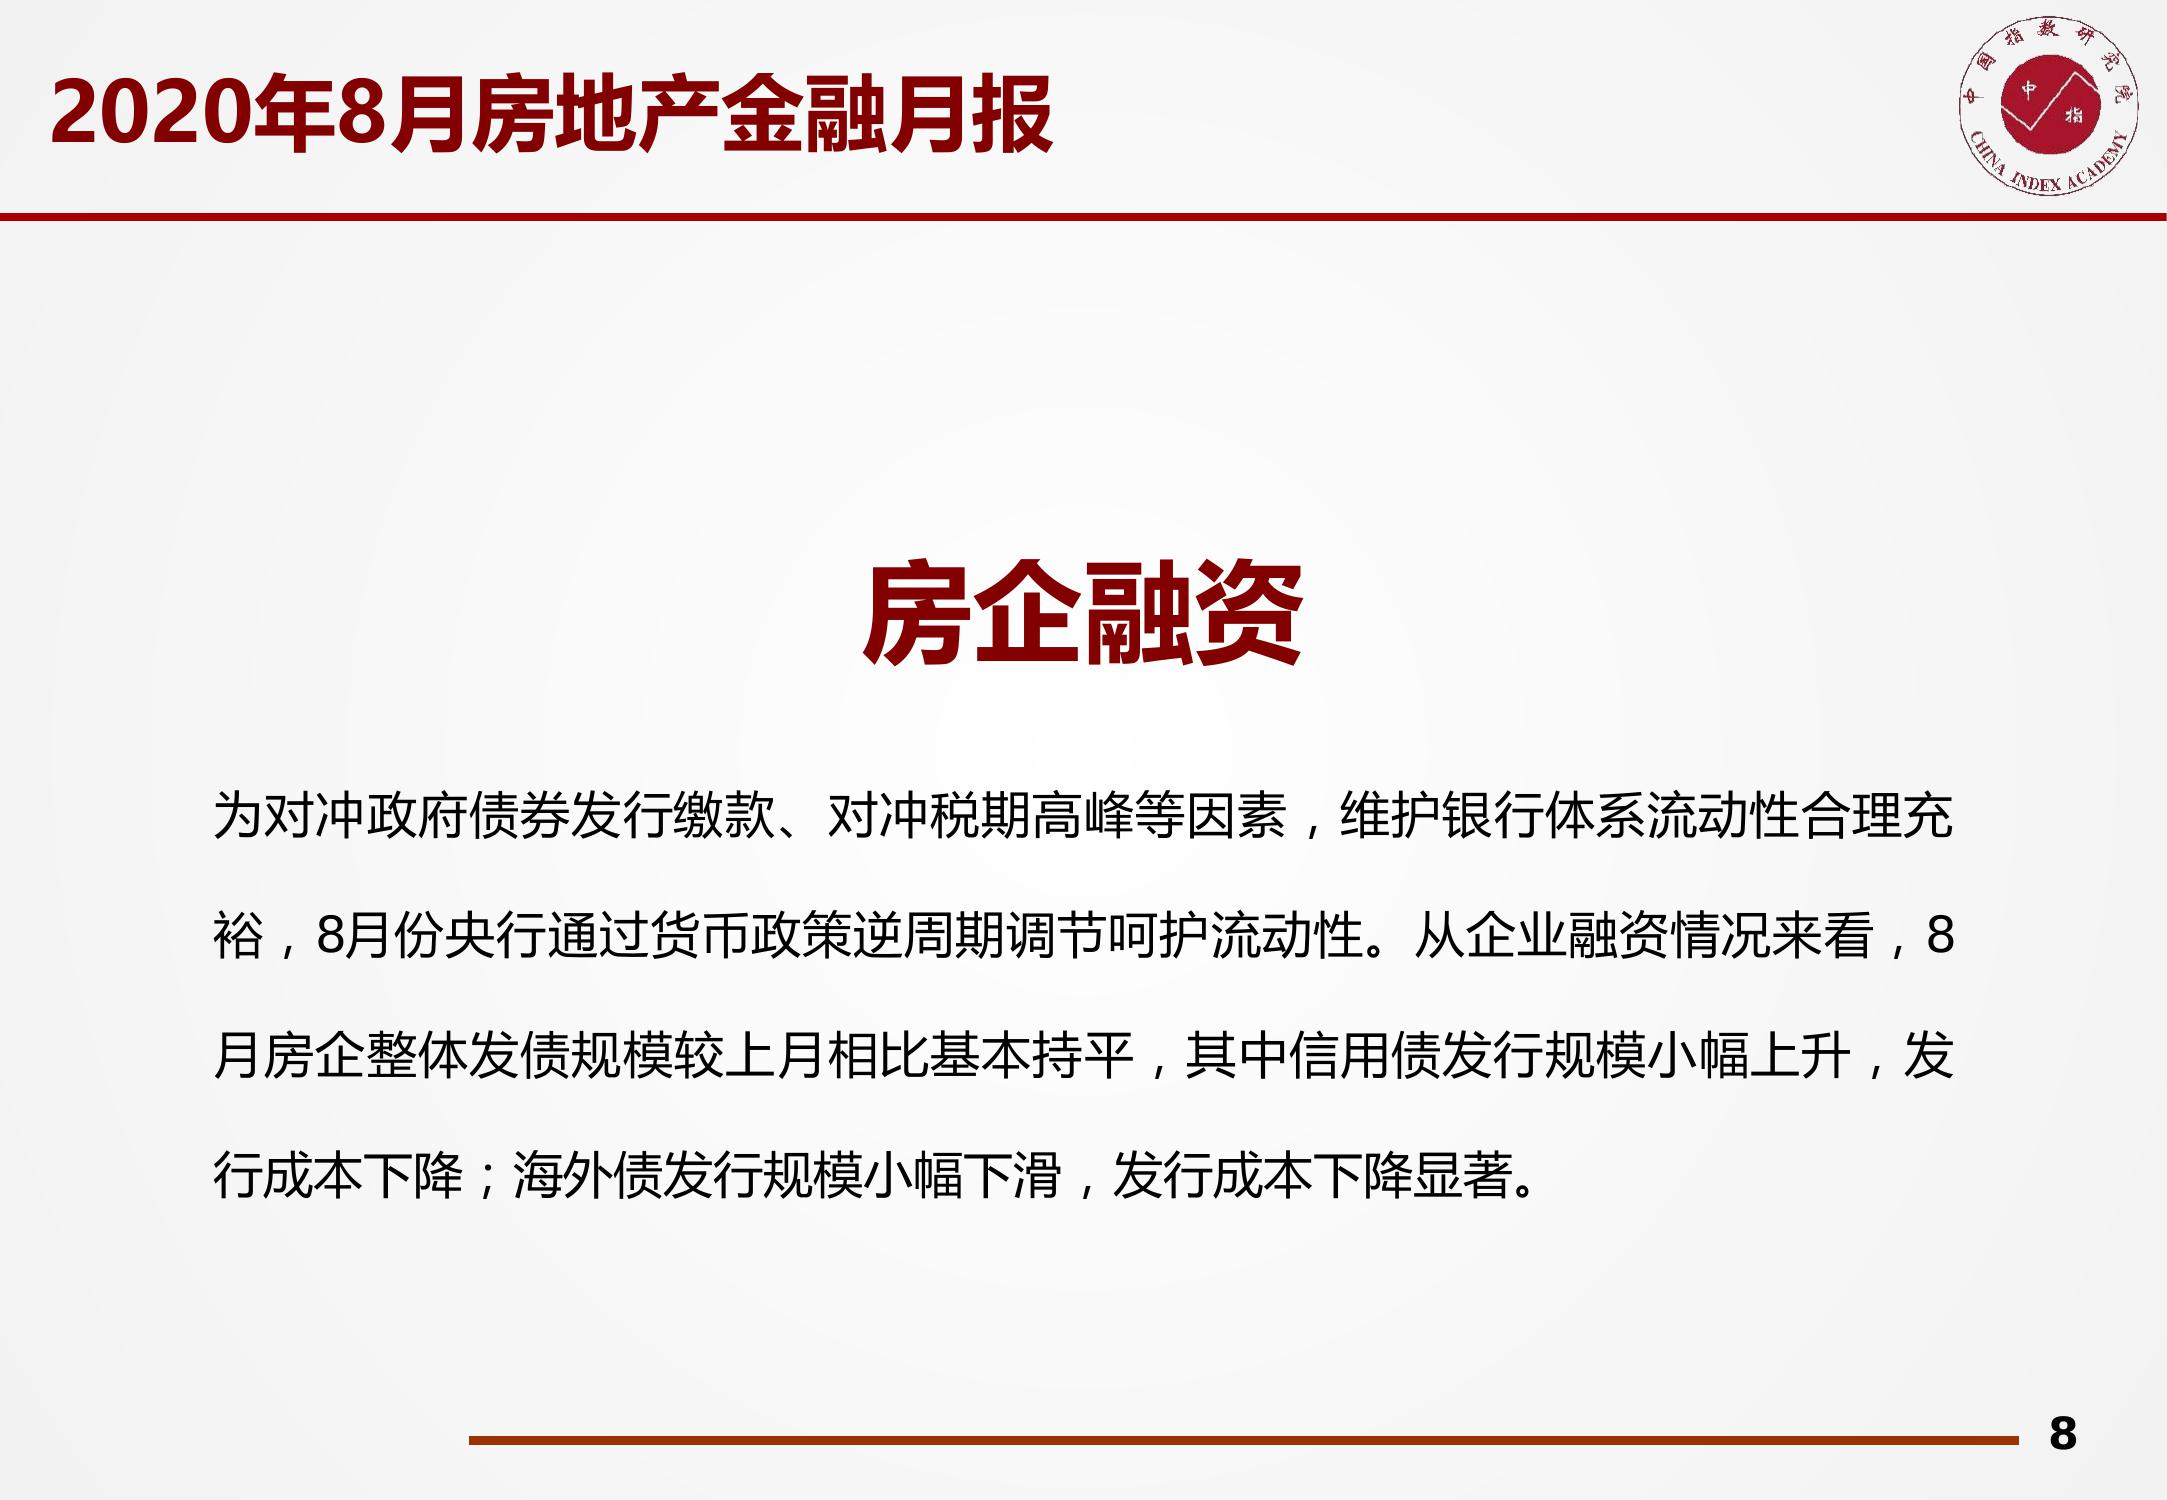 2020年8月房地产金融月报
中国指数研究院
中指
CHINA INDEX ACADEMY
房企融资
为对冲政府债券发行缴款、对冲税期高峰等因素，维护银行体系流动性合理充
裕，8月份央行通过货币政策逆周期调节呵护流动性。从企业融资情况来看，8
月房企整体发债规模较上月相比基本持平，其中信用债发行规模小幅上升，发
行成本下降；海外债发行规模小幅下滑，发行成本下降显著。
8